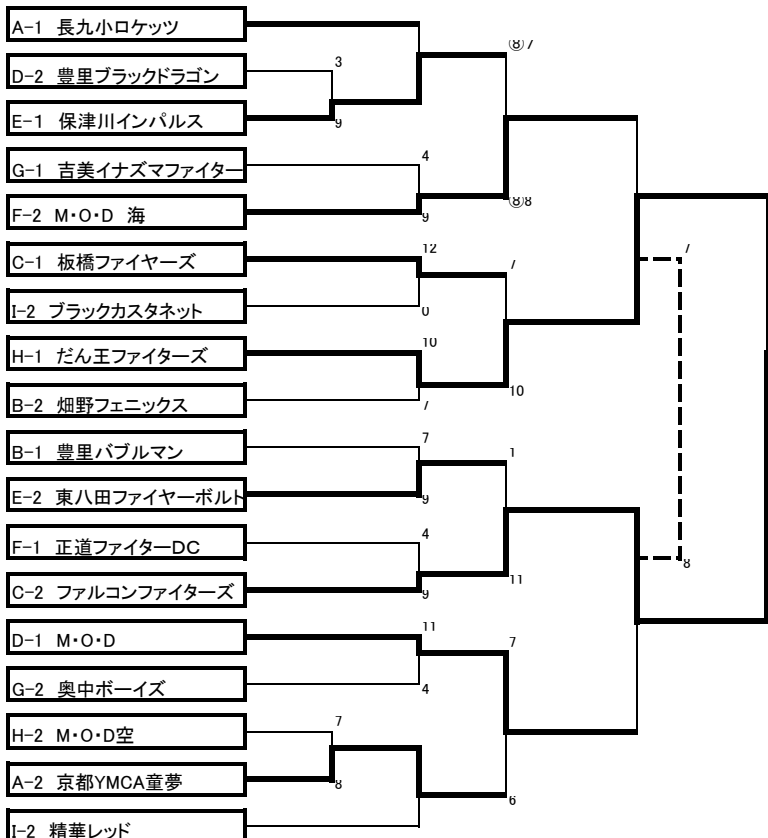 A-1 長九小ロケッツ
⑧7
D-2 豊里ブラックドラゴン
3
E-1 保津川インパルス
9
G-1 吉美イナズマファイター
4
F-2 M・O・D 海
9
⑧8
C-1 板橋ファイヤーズ
12
7
7
I-2 ブラックカスタネット
0
H-1 だん王ファイターズ
10
B-2 畑野フェニックス
7
10
B-1 豊里バブルマン
7
1
E-2 東八田ファイヤーボルト
9
F-1 正道ファイターDC
4
8
C-2 ファルコンファイターズ
9
11
D-1 M・O・D
11
7
G-2 奥中ボーイズ
4
H-2 M・O・D空
7
A-2 京都YMCA童夢
8
6
I-2 精華レッド